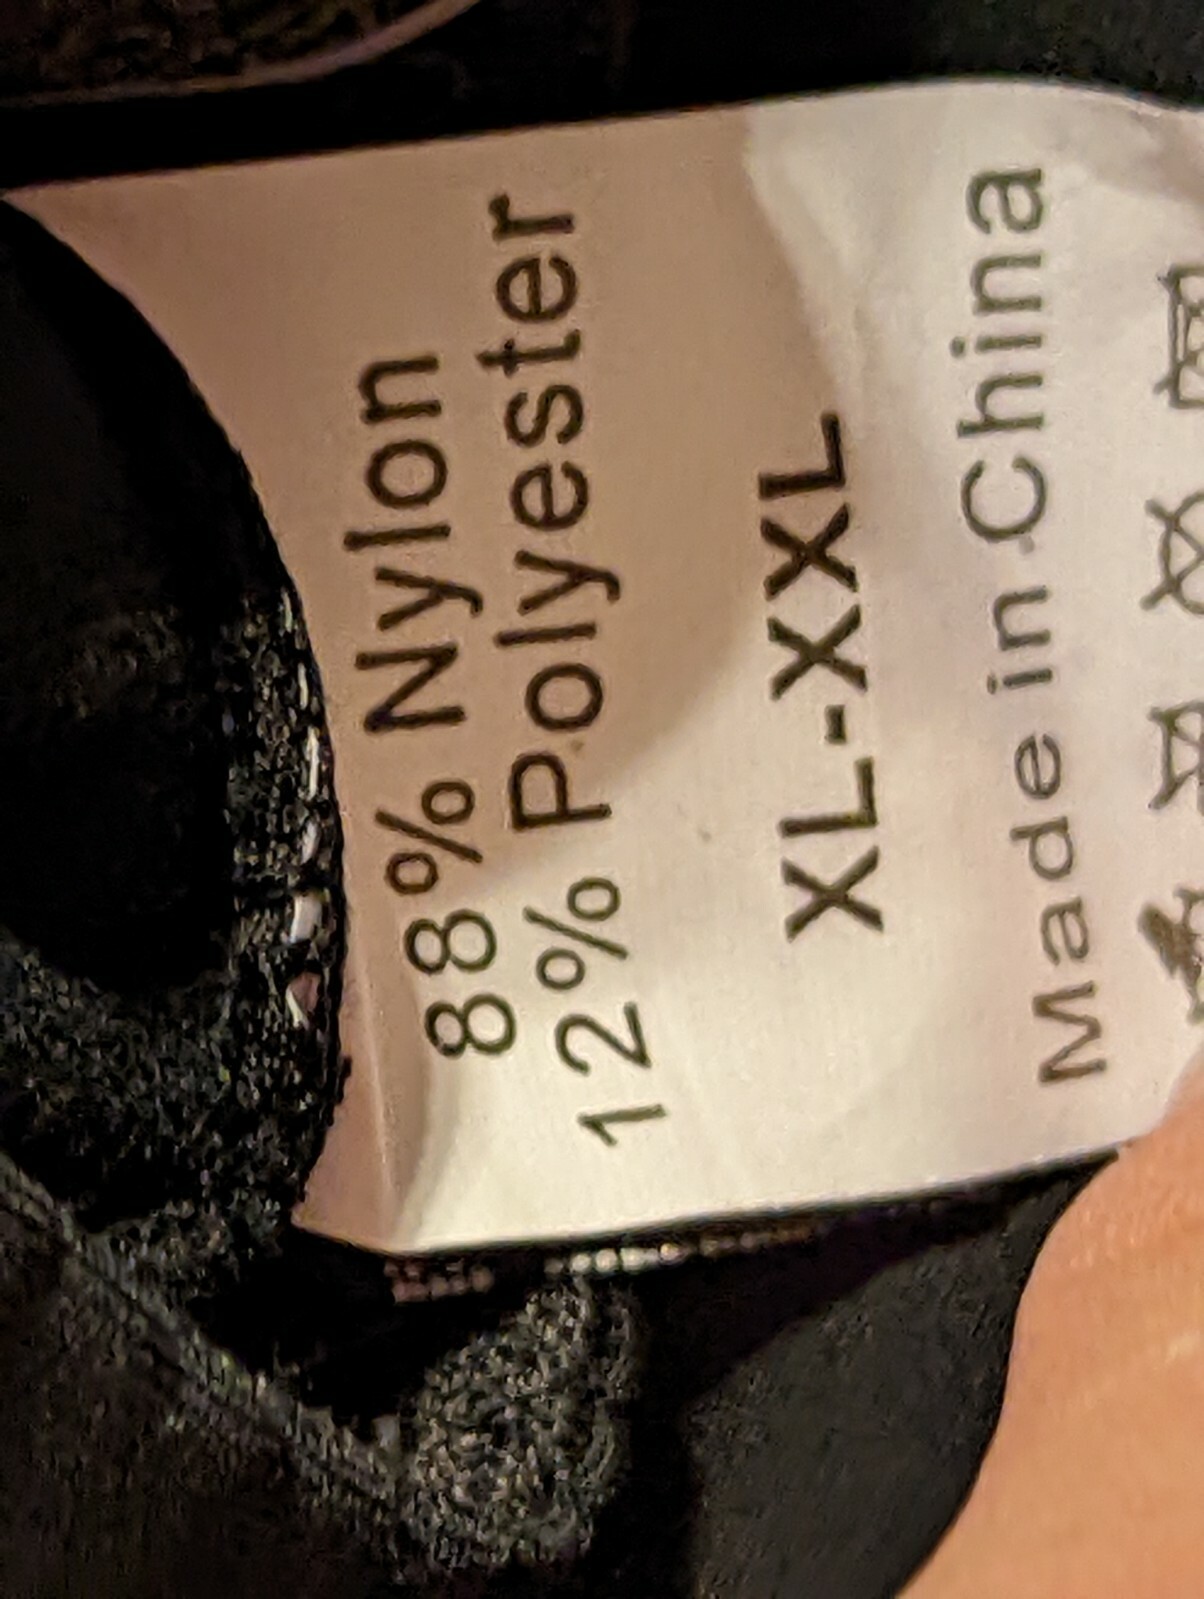 88% Nylon
12% Polyester
XL-XXL
Made in China